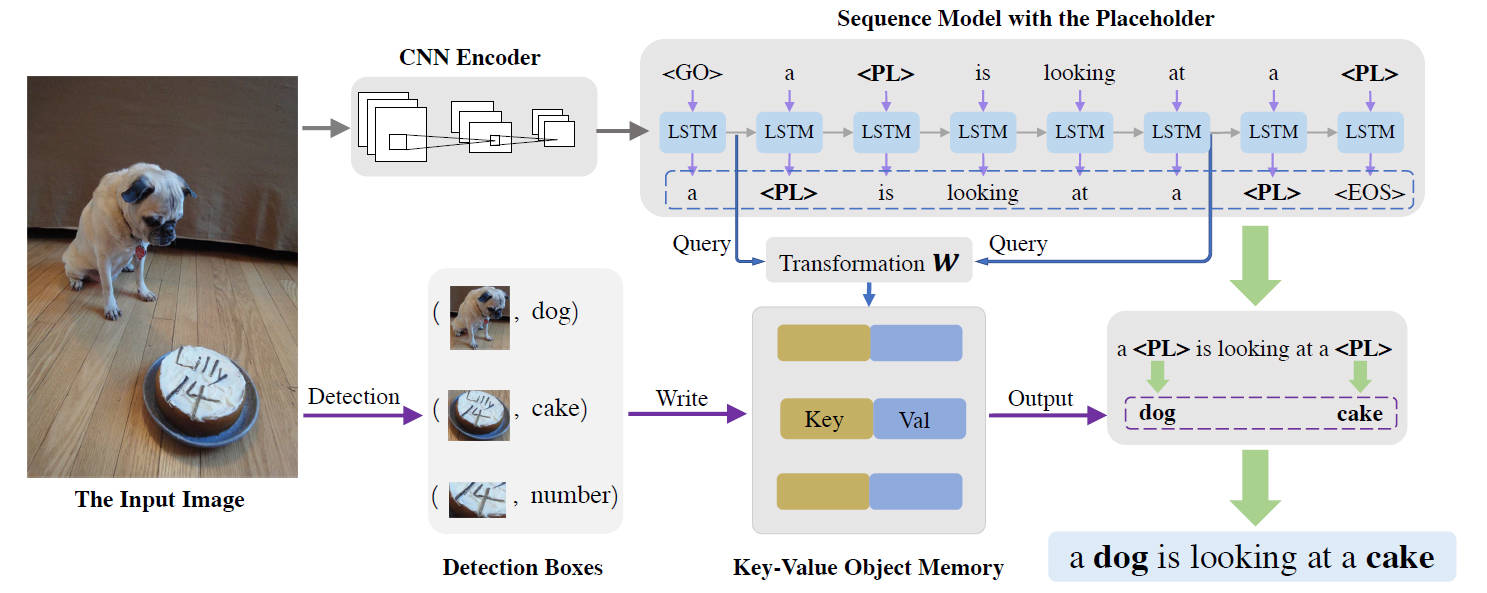 Sequence Model with the Placeholder
CNN Encoder
<GO> a <PL> is looking at a <PL>
LSTM LSTM LSTM LSTM LSTM LSTM LSTM LSTM
a <PL> is looking at a <PL> <EOS>
Query Query
Transformation W
Lilly
14
The Input Image
Detection
( , dog)
( Lilly 14 , cake)
( 14 , number)
Detection Boxes
Write
Key Val
Key-Value Object Memory
Output
a <PL> is looking at a <PL>
dog cake
a dog is looking at a cake